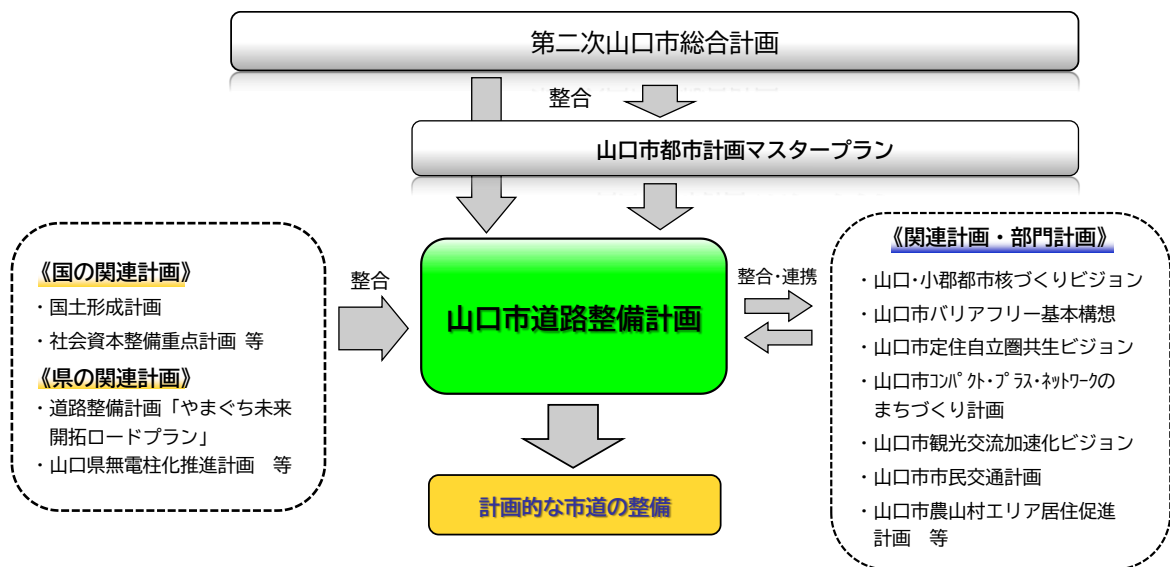 第二次山口市総合計画
整合
山口市都市計画マスタープラン
《国の関連計画》
・国土形成計画
・社会資本整備重点計画 等
《県の関連計画》
・道路整備計画「やまぐち未来
開拓ロードプラン」
・山口県無電柱化推進計画　等
整合
山口市道路整備計画
整合・連携
《関連計画・部門計画》
・山口・小郡都市核づくりビジョン
・山口市バリアフリー基本構想
・山口市定住自立圏共生ビジョン
・山口市ｺﾝﾊﾟｸﾄ・ﾌﾟﾗｽ・ﾈｯﾄﾜｰｸの
まちづくり計画
・山口市観光交流加速化ビジョン
・山口市市民交通計画
・山口市農山村エリア居住促進
計画　等
計画的な市道の整備